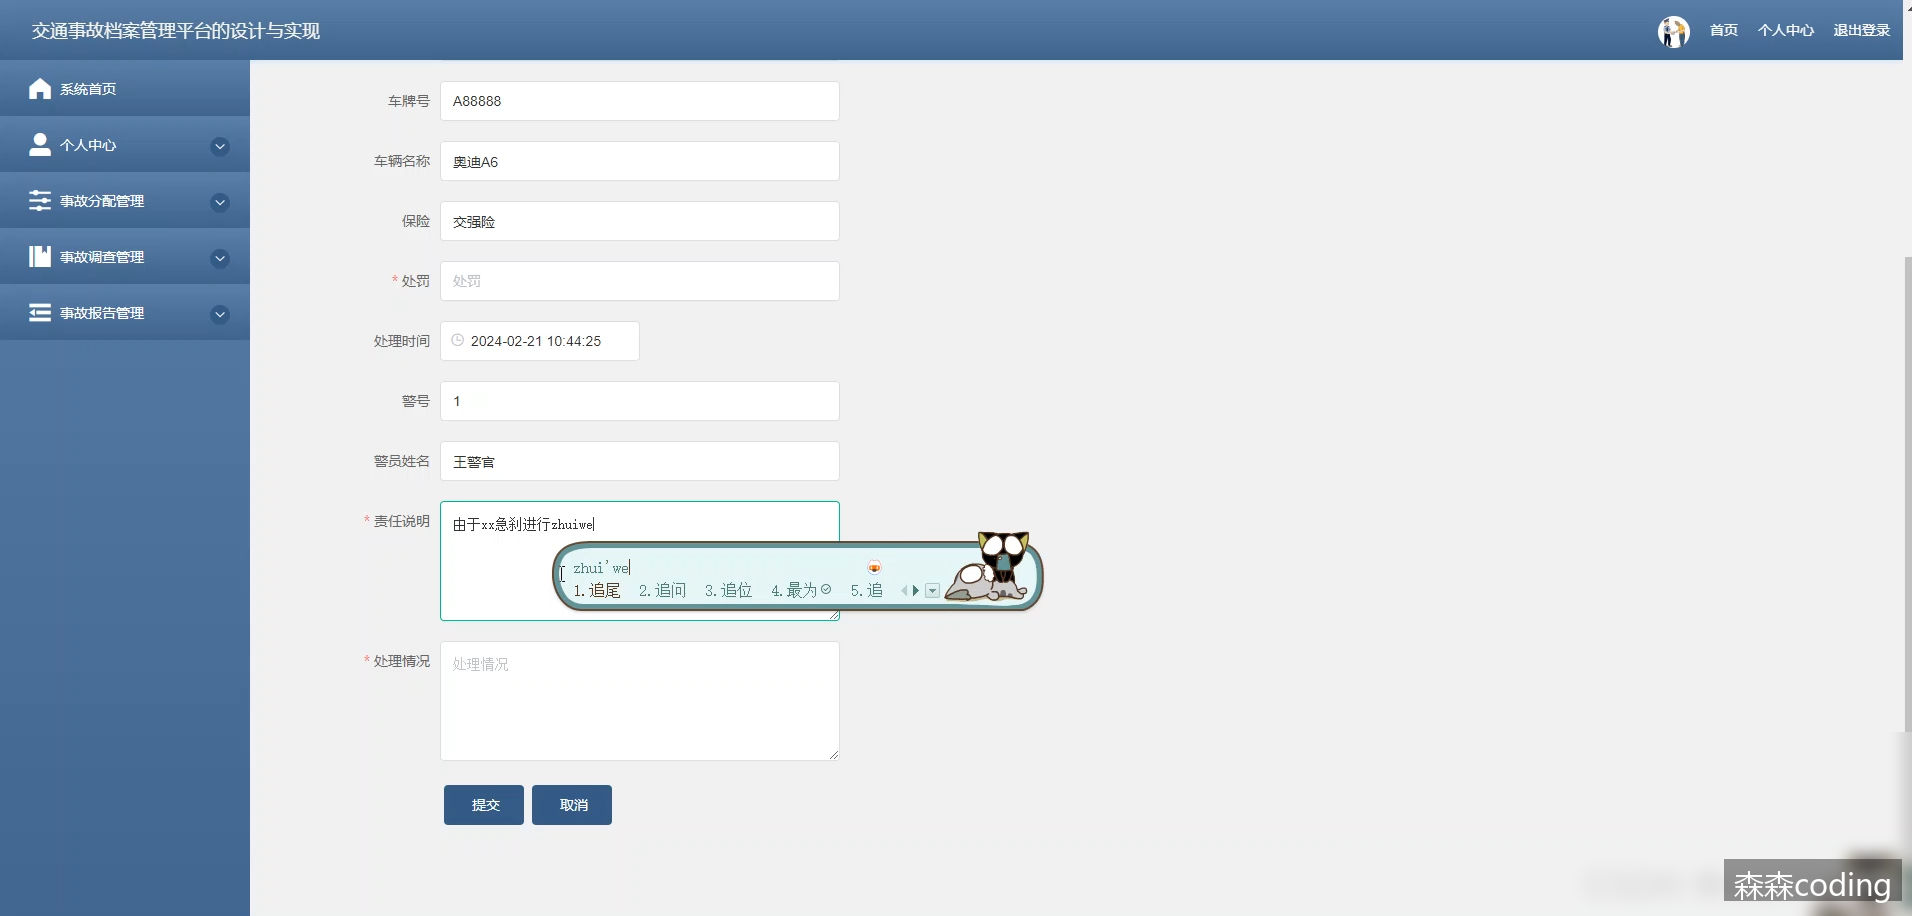 交通事故档案管理平台的设计与实现
首页 个人中心 退出登录
系统首页
个人中心
事故分配管理
事故调查管理
事故报告管理
车牌号 A88888
车辆名称 奥迪A6
保险 交强险
* 处罚 处罚
处理时间 2024-02-21 10:44:25
警号 1
警员姓名 王警官
* 责任说明 由于xx急刹进行zhuiwe
zhui'we
1.追尾 2.追问 3.追位 4.最为 5.追
* 处理情况 处理情况
提交 取消
森森coding